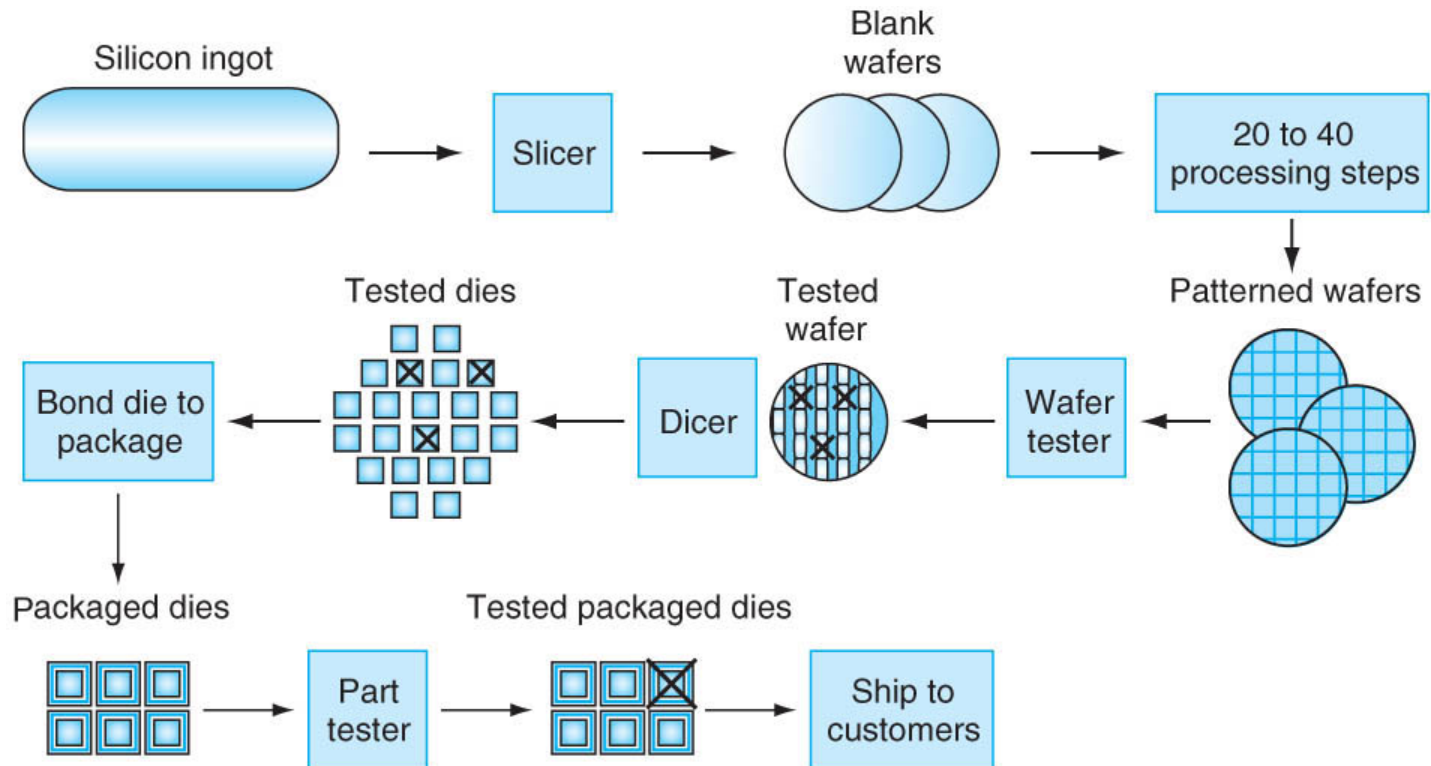 Silicon ingot
Slicer
Blank
wafers
20 to 40
processing steps
Patterned wafers
Wafer
tester
Tested
wafer
Dicer
Tested dies
Bond die to
package
Packaged dies
Part
tester
Tested packaged dies
Ship to
customers